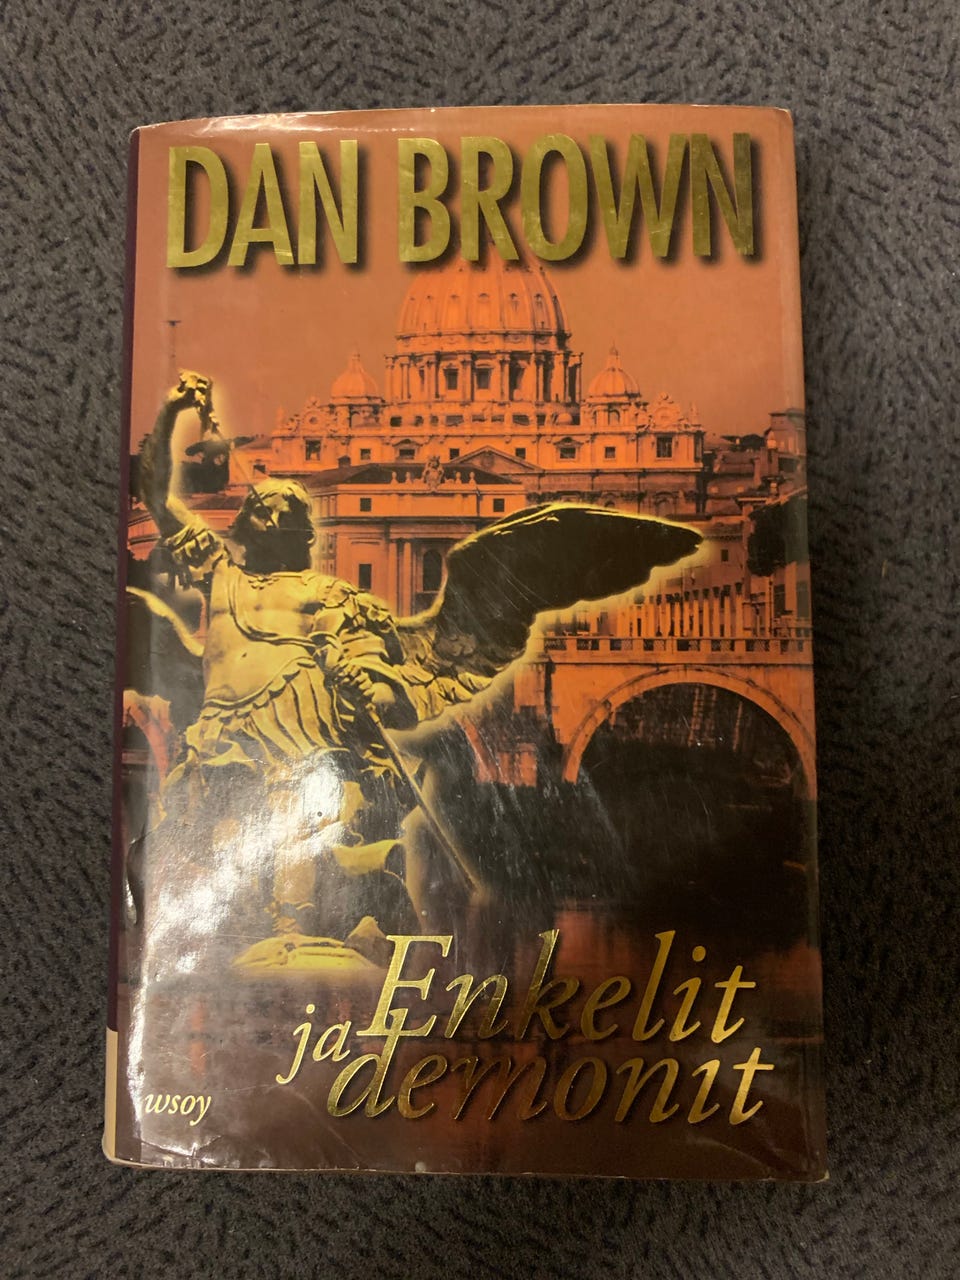 DAN BROWN
Enkelit
ja demonit
wsoy